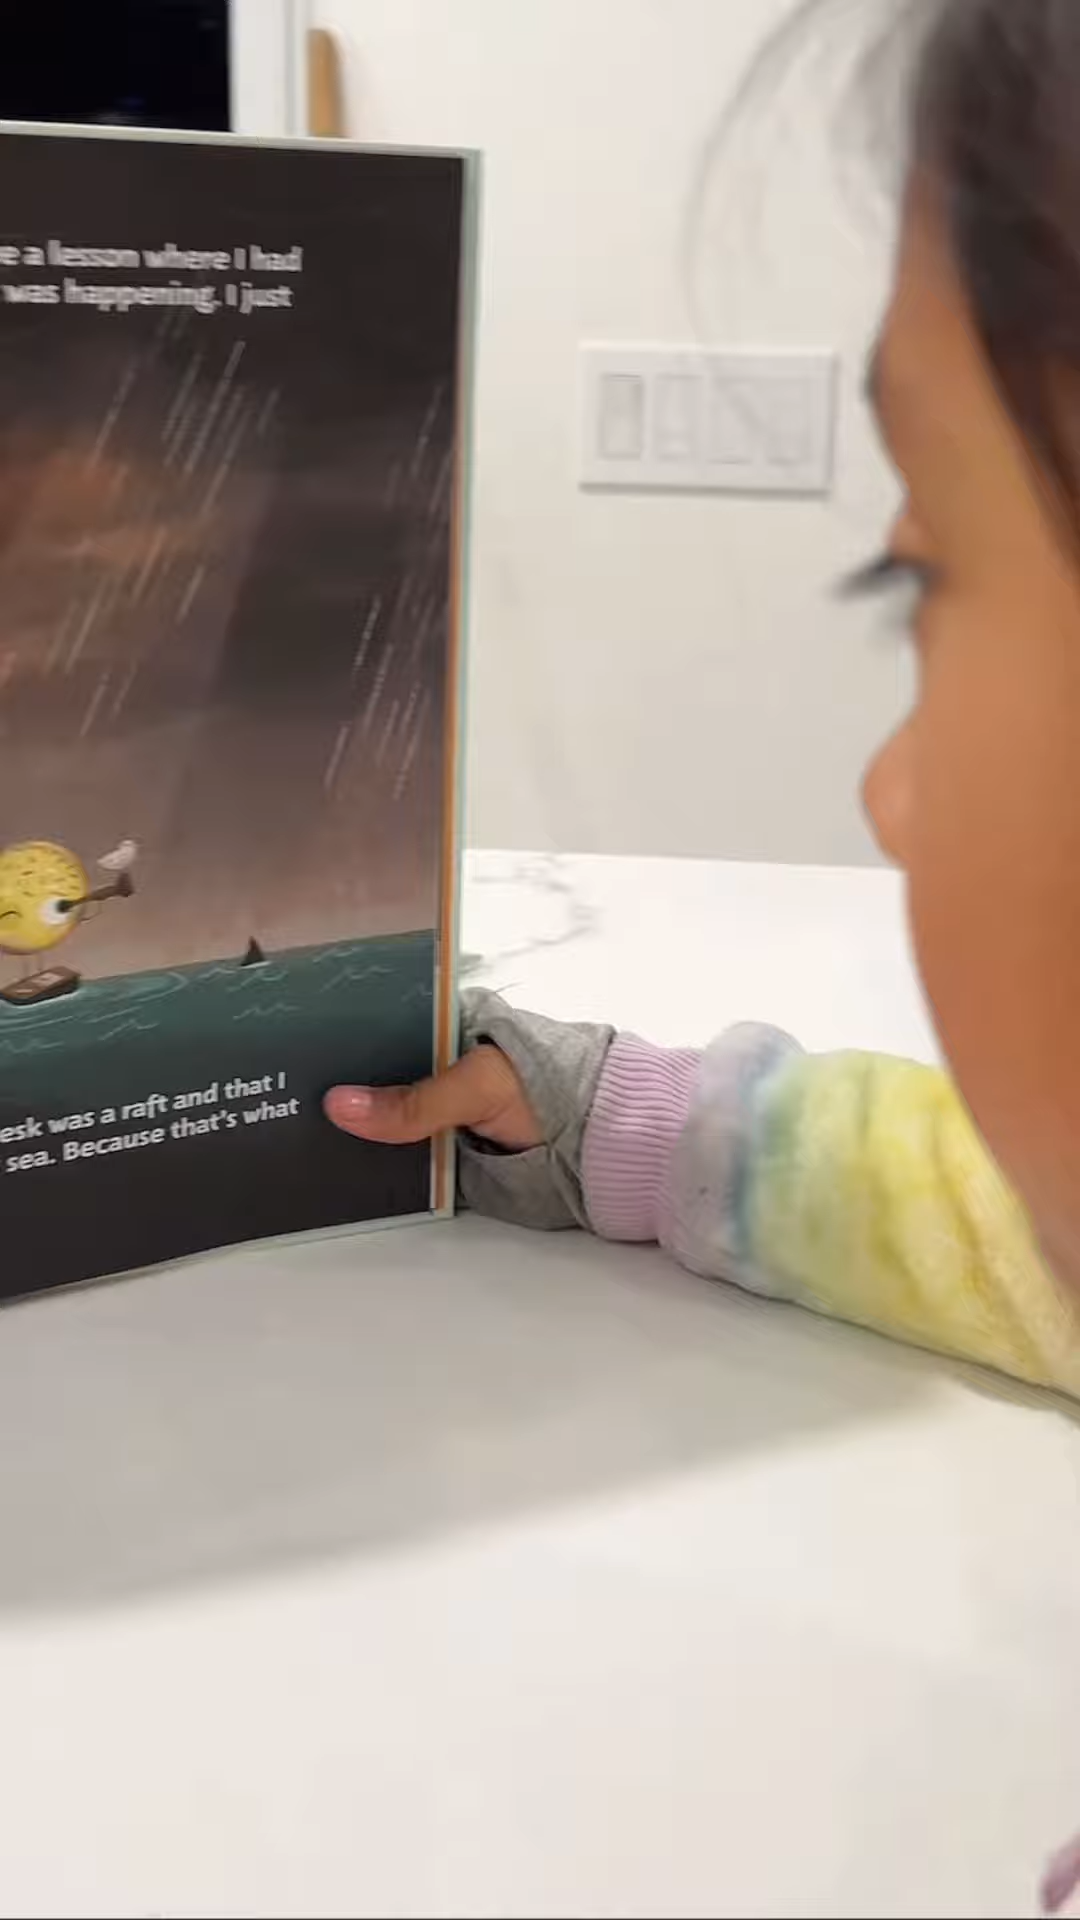 e a lesson where I had
was happening. I just
esk was a raft and that I
sea. Because that's what